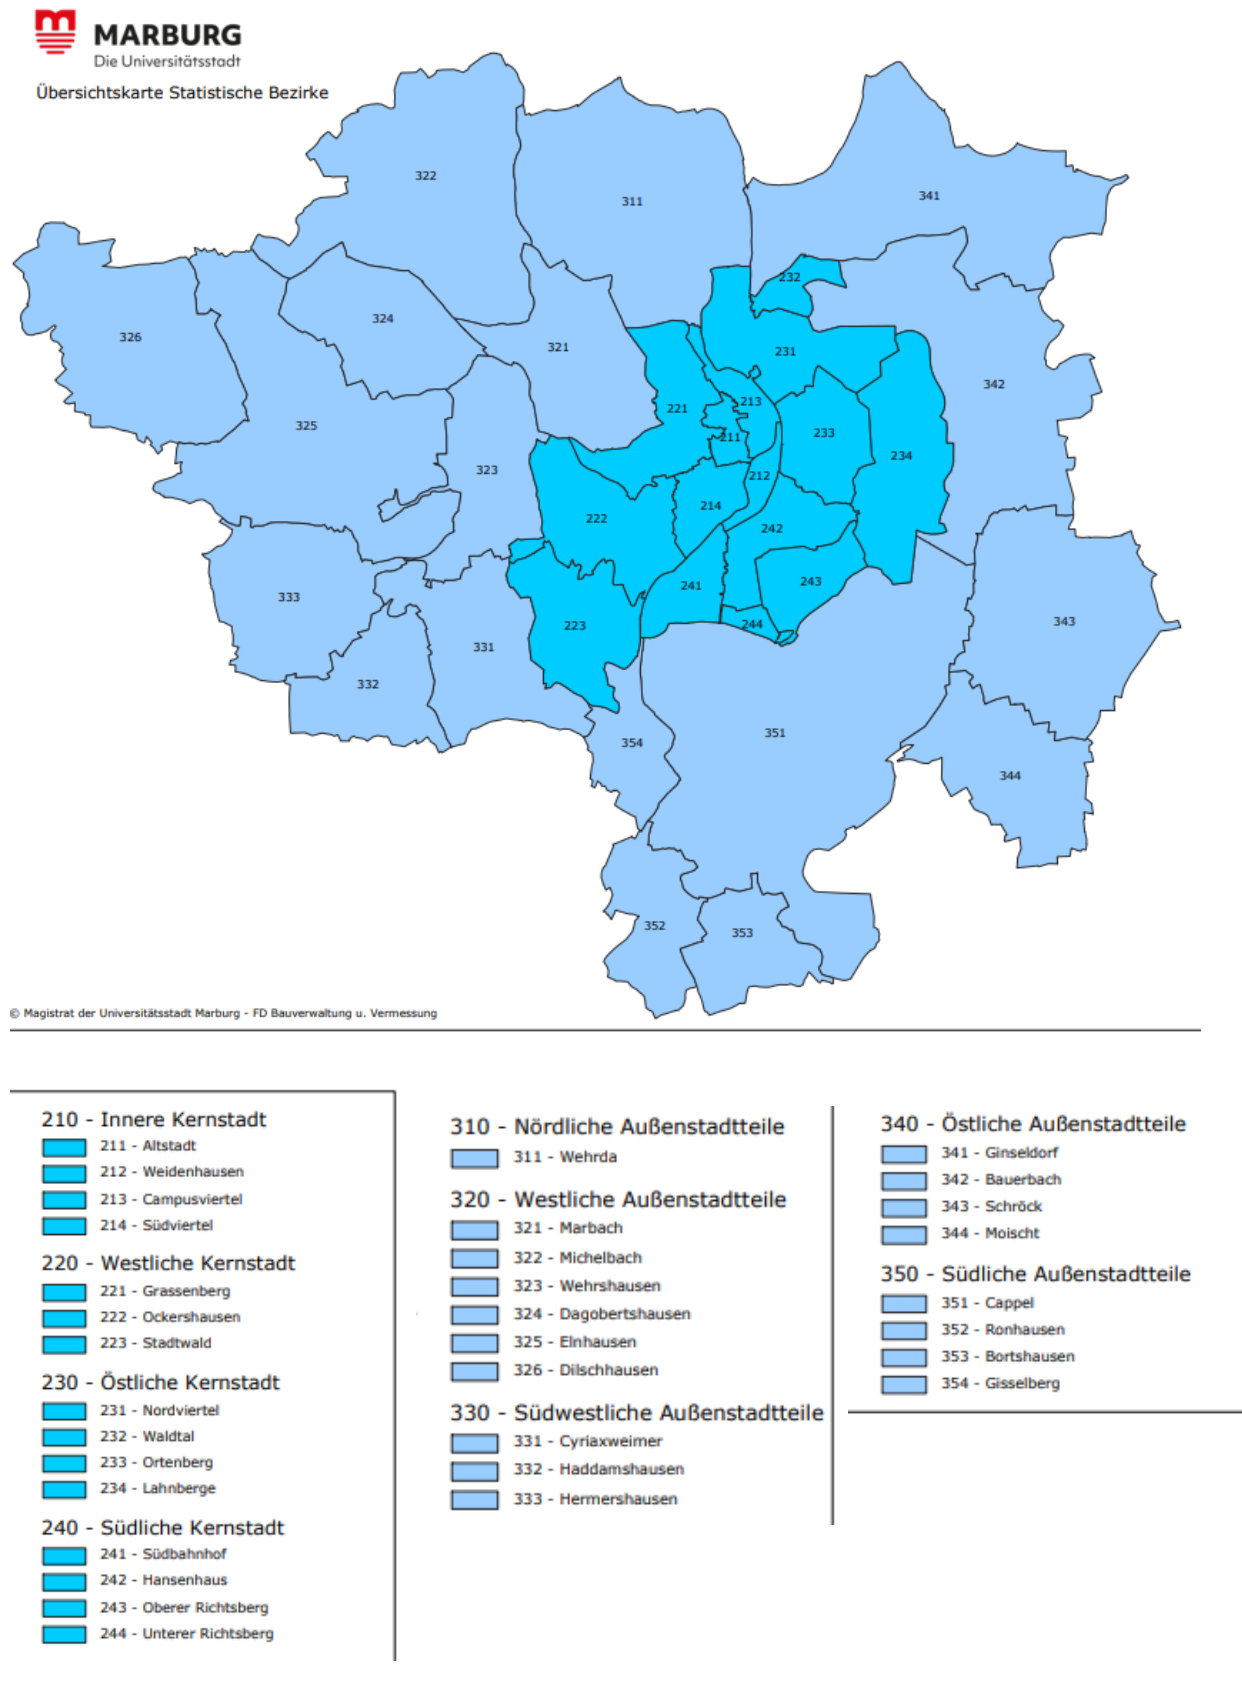 MARBURG
Die Universitätsstadt
Übersichtskarte Statistische Bezirke
322
311
341
232
326
324
321
231
342
325
221
213
211
233
234
323
212
222
214
242
241
243
333
223
244
343
331
332
354
351
344
352
353
© Magistrat der Universitätsstadt Marburg - FD Bauverwaltung u. Vermessung
210 - Innere Kernstadt
211 - Altstadt
212 - Weidenhausen
213 - Campusviertel
214 - Südviertel
220 - Westliche Kernstadt
221 - Grassenberg
222 - Ockershausen
223 - Stadtwald
230 - Östliche Kernstadt
231 - Nordviertel
232 - Waldtal
233 - Ortenberg
234 - Lahnberge
240 - Südliche Kernstadt
241 - Südbahnhof
242 - Hansenhaus
243 - Oberer Richtsberg
244 - Unterer Richtsberg
310 - Nördliche Außenstadtteile
311 - Wehrda
320 - Westliche Außenstadtteile
321 - Marbach
322 - Michelbach
323 - Wehrshausen
324 - Dagobertshausen
325 - Elnhausen
326 - Dilschhausen
330 - Südwestliche Außenstadtteile
331 - Cyriaxweimer
332 - Haddamshausen
333 - Hermershausen
340 - Östliche Außenstadtteile
341 - Ginseldorf
342 - Bauerbach
343 - Schröck
344 - Moischt
350 - Südliche Außenstadtteile
351 - Cappel
352 - Ronhausen
353 - Bortshausen
354 - Gisselberg